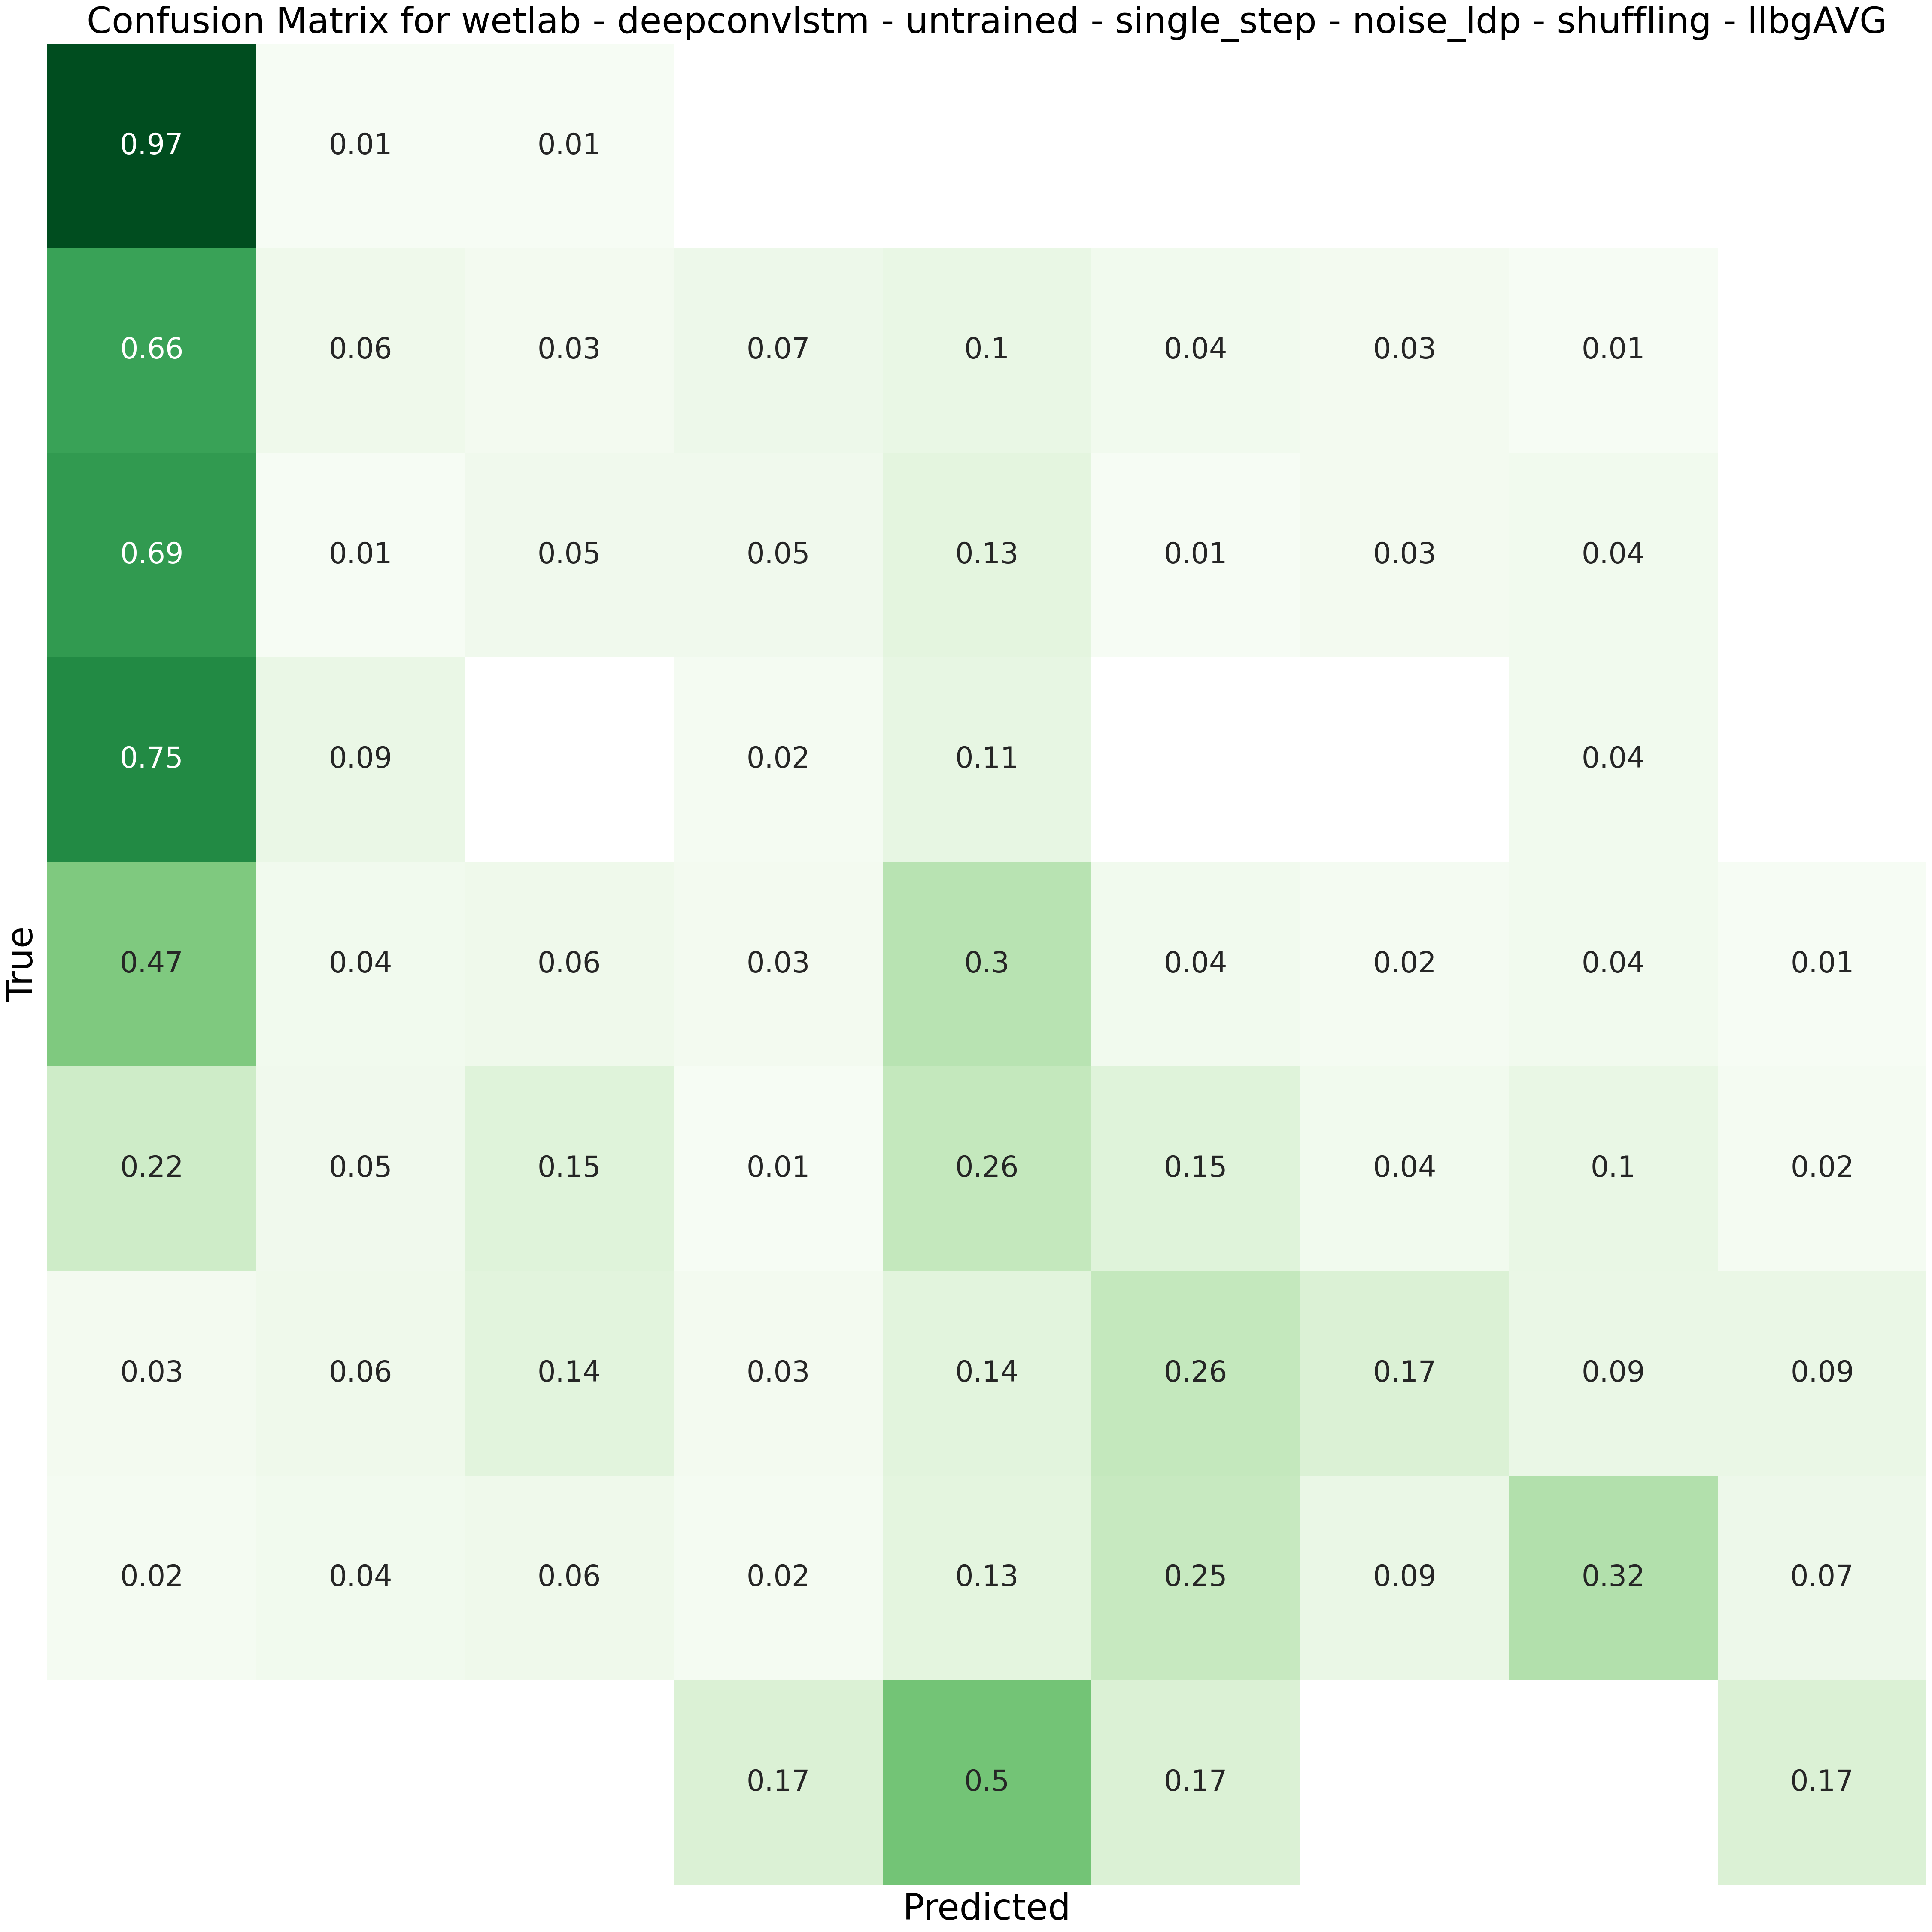 Confusion Matrix for wetlab - deepconvlstm - untrained - single_step - noise_ldp - shuffling - llbgAVG
0.97 0.01 0.01
0.66 0.06 0.03 0.07 0.1 0.04 0.03 0.01
0.69 0.01 0.05 0.05 0.13 0.01 0.03 0.04
0.75 0.09 0.02 0.11 0.04
True
0.47 0.04 0.06 0.03 0.3 0.04 0.02 0.04 0.01
0.22 0.05 0.15 0.01 0.26 0.15 0.04 0.1 0.02
0.03 0.06 0.14 0.03 0.14 0.26 0.17 0.09 0.09
0.02 0.04 0.06 0.02 0.13 0.25 0.09 0.32 0.07
0.17 0.5 0.17 0.17
Predicted